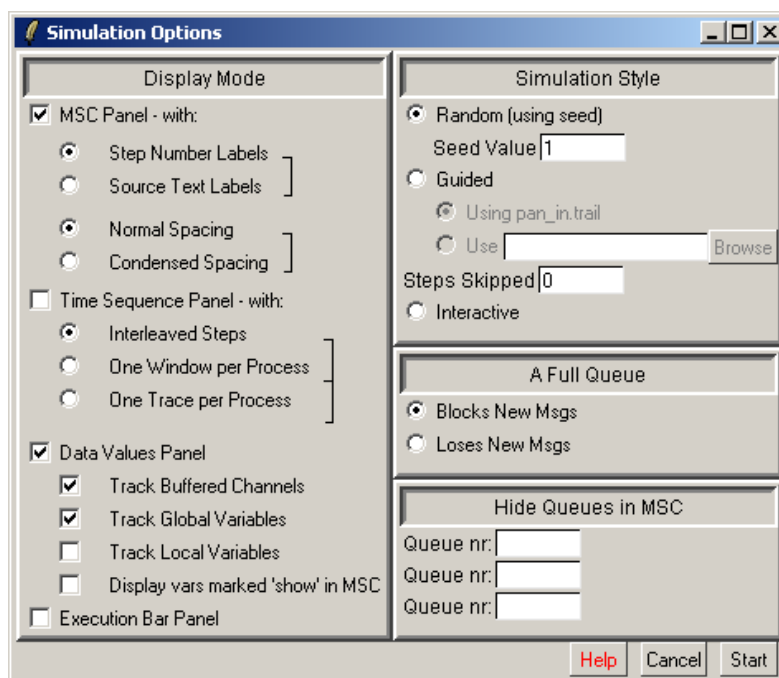 Simulation Options
Display Mode
MSC Panel - with:
Step Number Labels
Source Text Labels
Normal Spacing
Condensed Spacing
Time Sequence Panel - with:
Interleaved Steps
One Window per Process
One Trace per Process
Data Values Panel
Track Buffered Channels
Track Global Variables
Track Local Variables
Display vars marked 'show' in MSC
Execution Bar Panel
Simulation Style
Random (using seed)
Seed Value 1
Guided
Using pan_in.trail
Use Browse
Steps Skipped 0
Interactive
A Full Queue
Blocks New Msgs
Loses New Msgs
Hide Queues in MSC
Queue nr:
Queue nr:
Queue nr:
Help Cancel Start